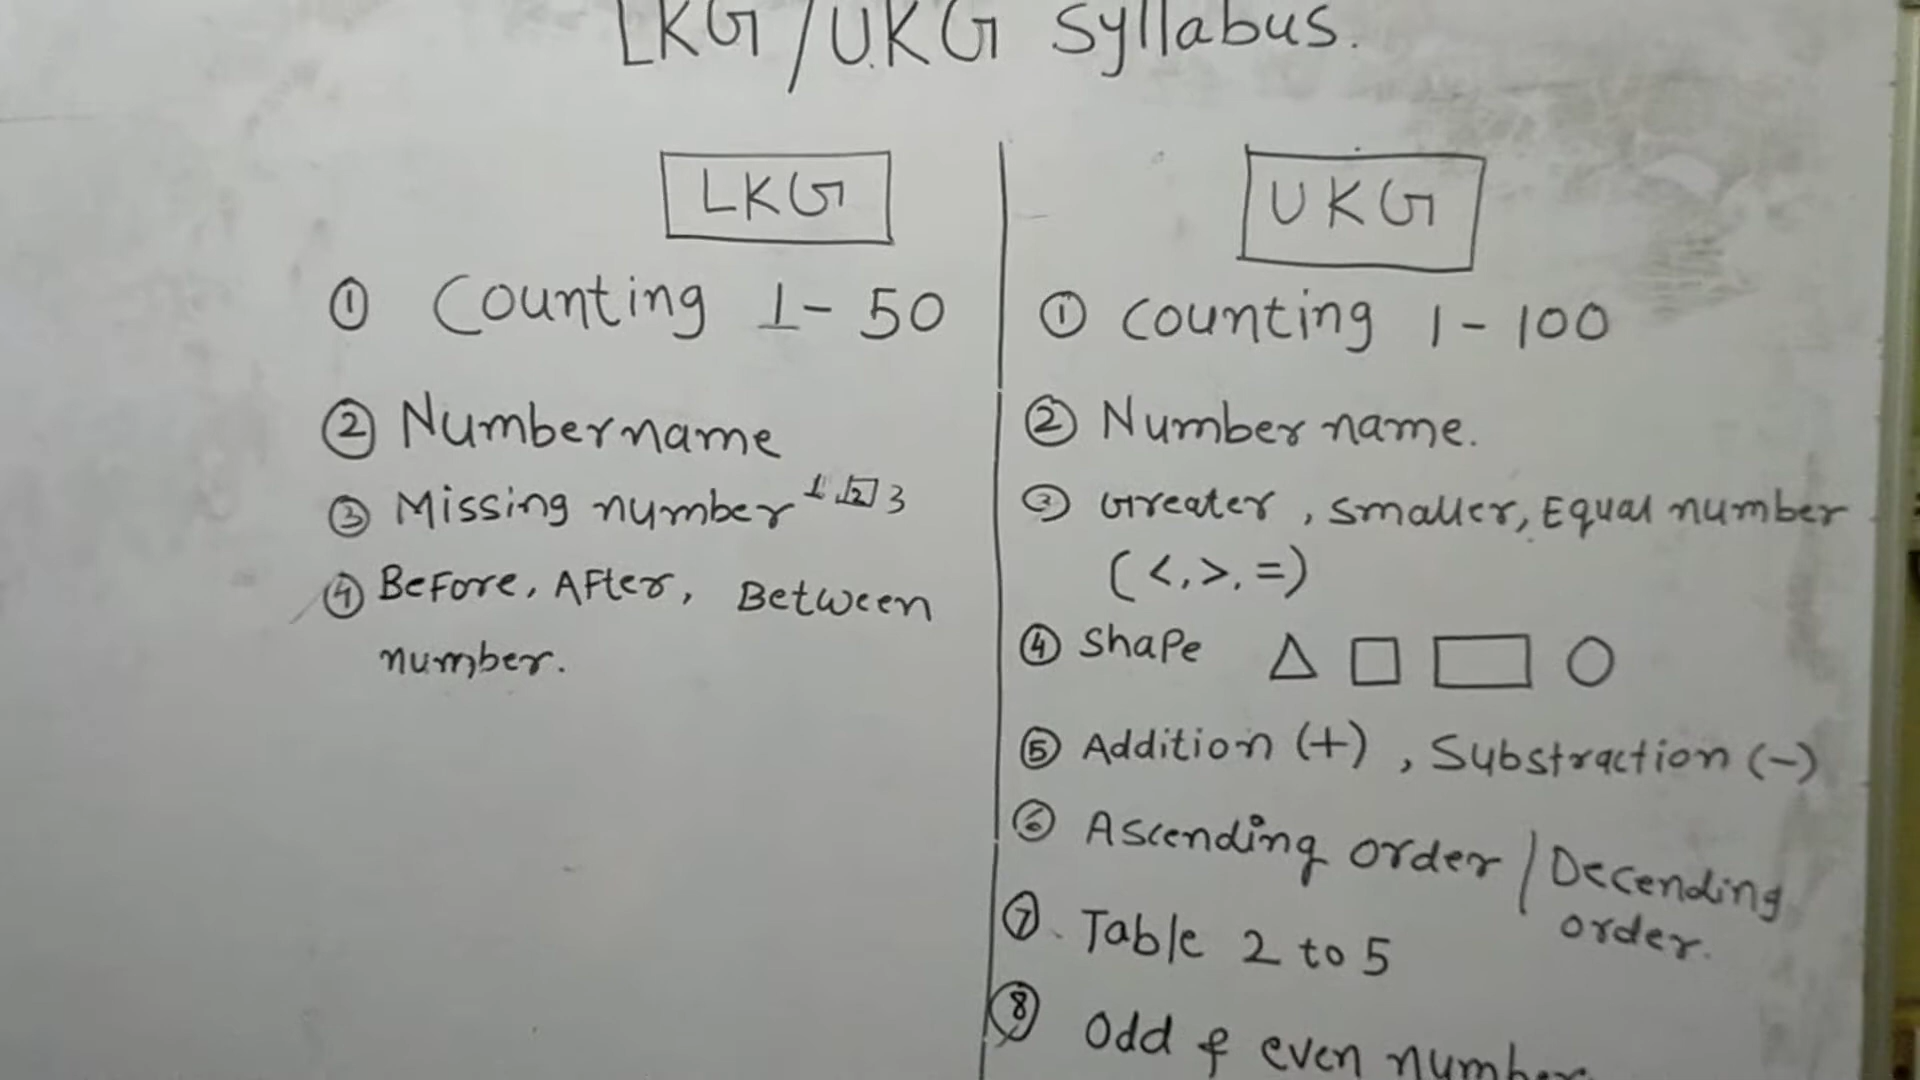 LKG/UKG Syllabus.
LKG
① Counting 1-50
② Number name
③ Missing number 1 2 3
④ Before, After, Between
number.
UKG
① Counting 1-100
② Number name.
③ Greater, smaller, Equal number
(<,>,=)
④ Shape
⑤ Addition (+), Substraction (-)
⑥ Ascending order / Decending
order.
⑦. Table 2 to 5
⑧ Odd & even number